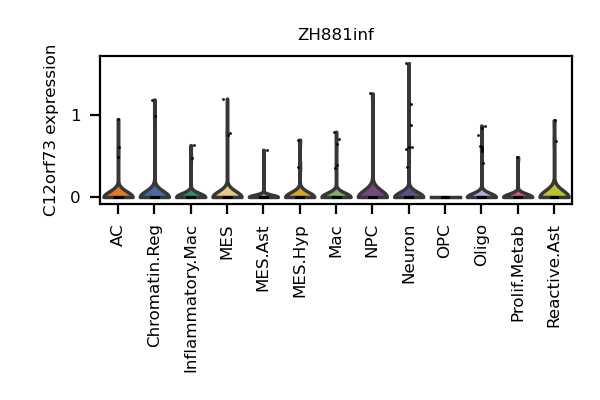 ZH881inf
C12orf73 expression
1
0
AC
Chromatin.Reg
Inflammatory.Mac
MES
MES.Ast
MES.Hyp
Mac
NPC
Neuron
OPC
Oligo
Prolif.Metab
Reactive.Ast